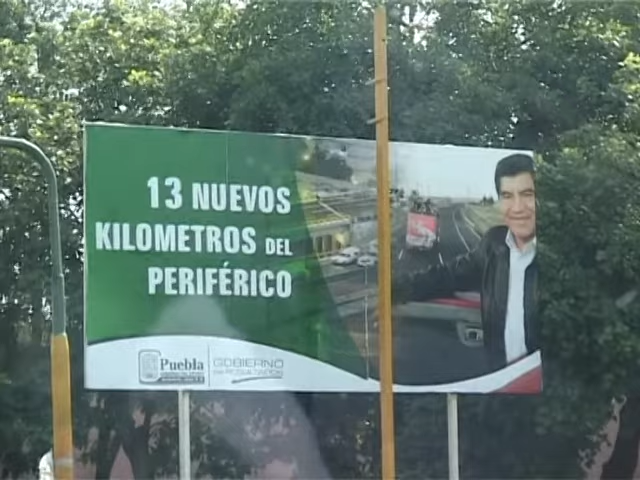 13 NUEVOS
KILOMETROS DEL
PERIFÉRICO
Puebla
GOBIERNO